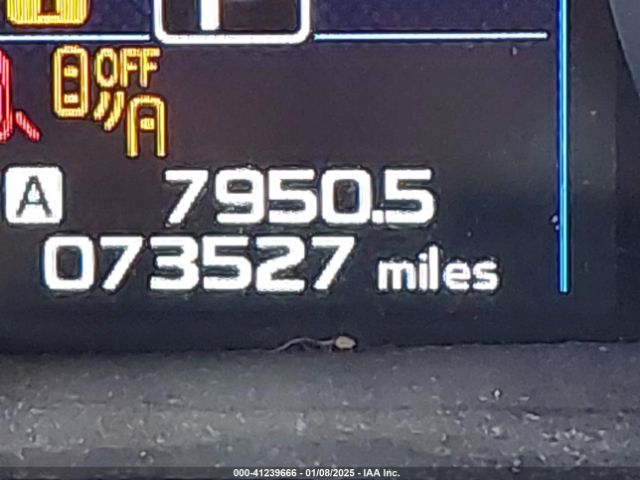 OFF
A
A 7950.5
073527 miles
000-41239666 - 01/08/2025 - IAA Inc.